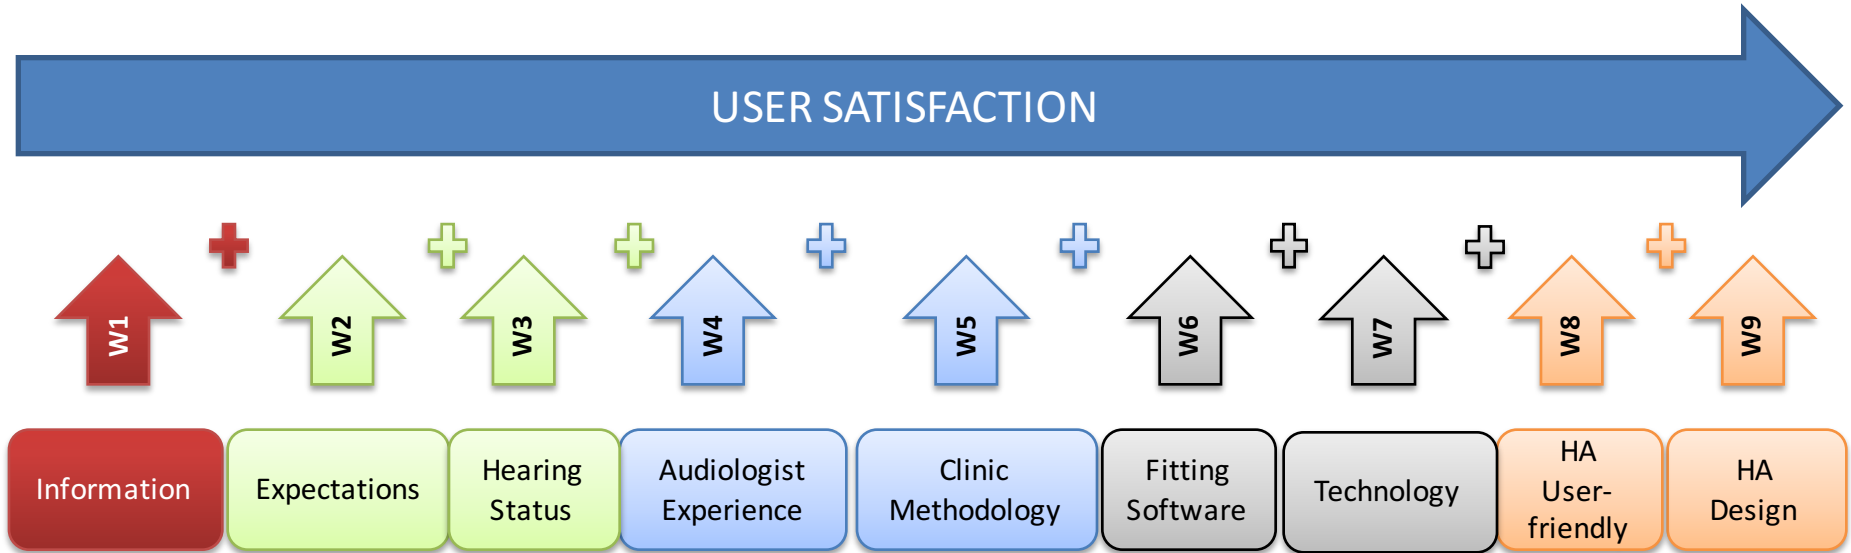 USER SATISFACTION
W1
W2
W3
W4
W5
W6
W7
W8
W9
Information
Expectations
Hearing
Status
Audiologist
Experience
Clinic
Methodology
Fitting
Software
Technology
HA
User-
friendly
HA
Design